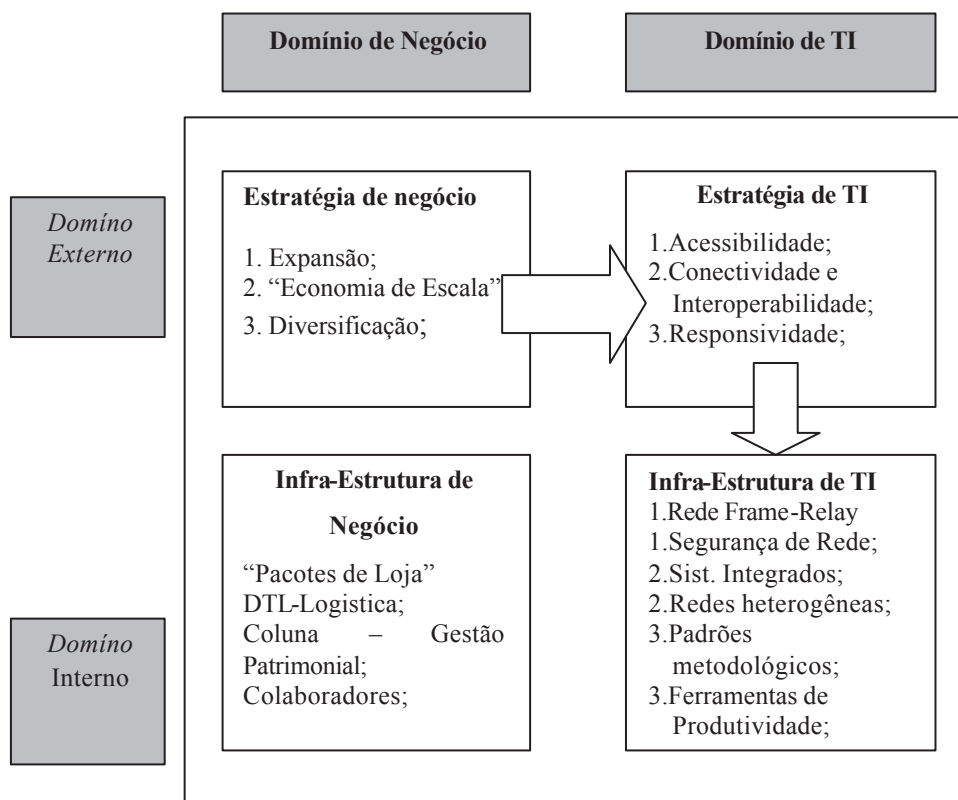 Domínio de Negócio
Domínio de TI
Domíno
Externo
Estratégia de negócio
1. Expansão;
2. “Economia de Escala”
3. Diversificação;
Estratégia de TI
1.Acessibilidade;
2.Conectividade e
Interoperabilidade;
3.Responsividade;
Domíno
Interno
Infra-Estrutura de
Negócio
“Pacotes de Loja”
DTL-Logistica;
Coluna – Gestão
Patrimonial;
Colaboradores;
Infra-Estrutura de TI
1.Rede Frame-Relay
1.Segurança de Rede;
2.Sist. Integrados;
2.Redes heterogêneas;
3.Padrões
metodológicos;
3.Ferramentas de
Produtividade;